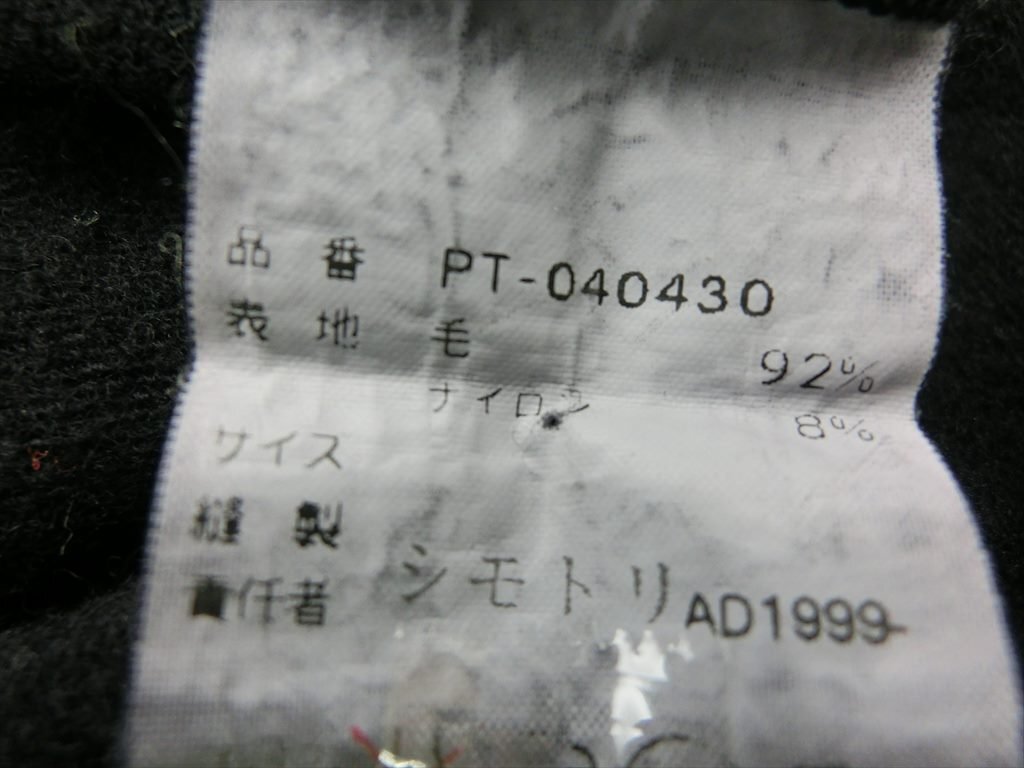 品番 PT-040430
表地 毛 92%
ナイロン 8%
サイズ
縫製
責任者 シモトリ AD1999